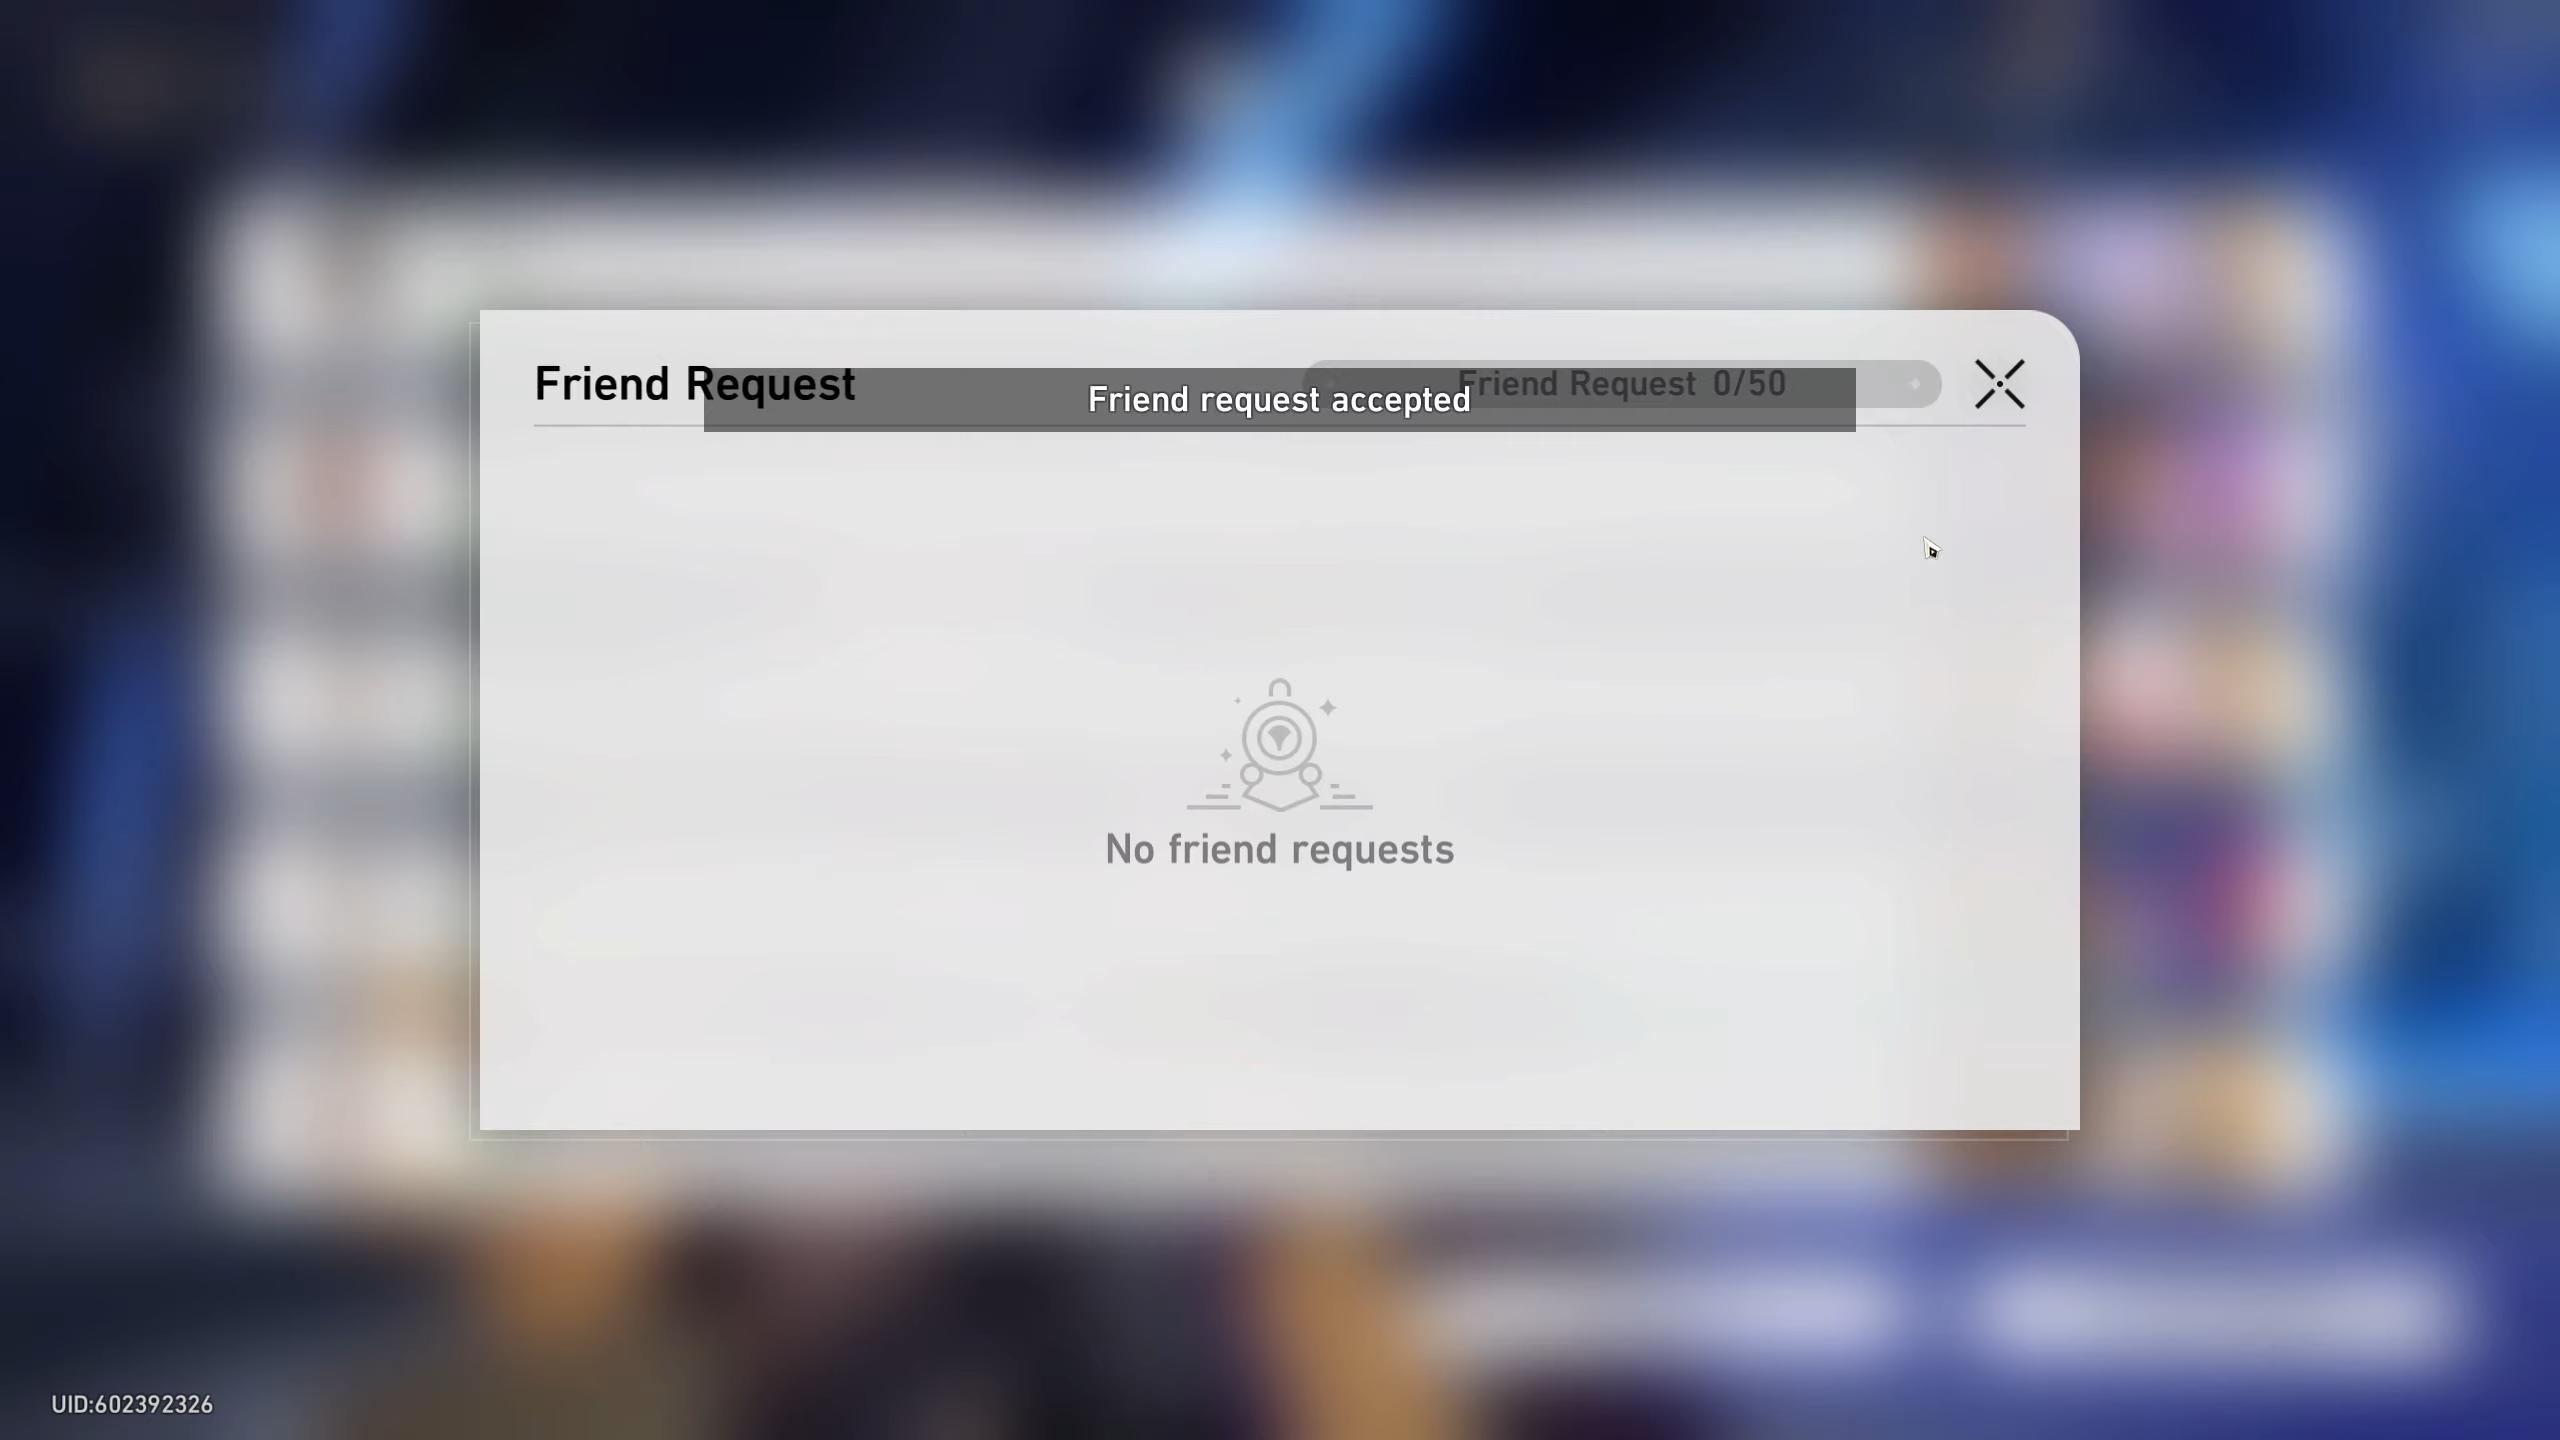 Friend Request
Friend Request 0/50
Friend request accepted
No friend requests
UID:602392326